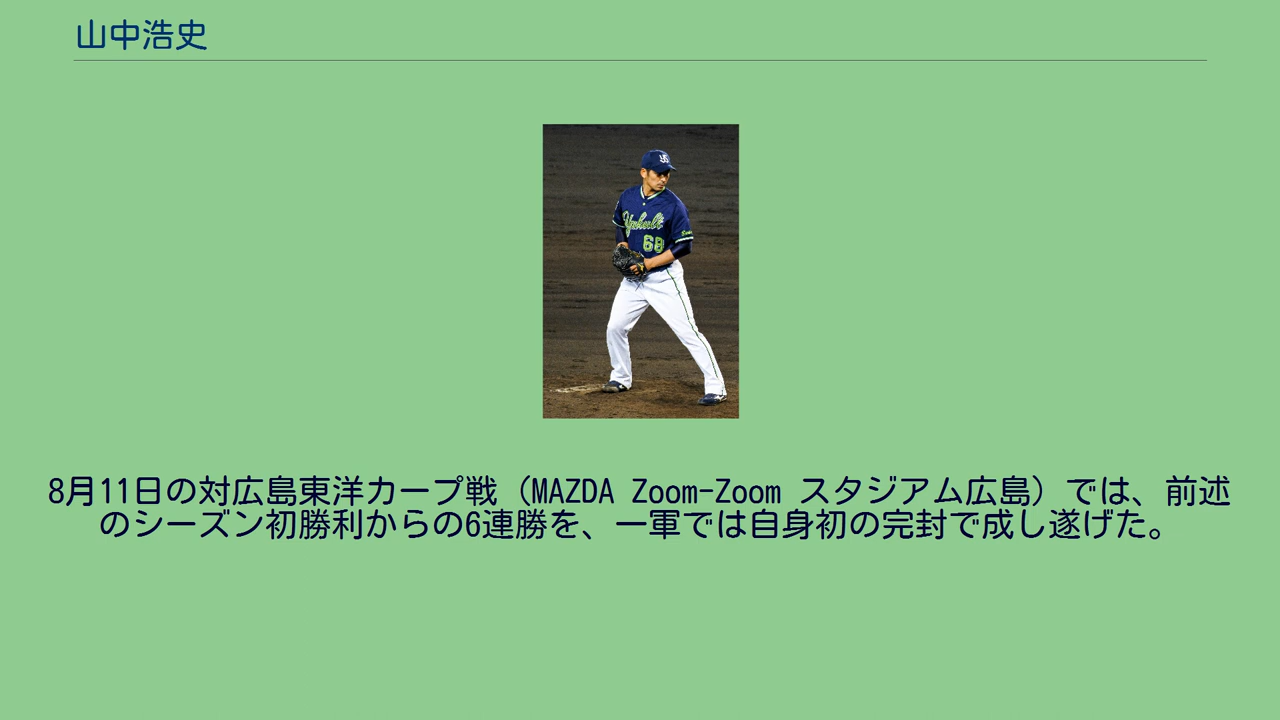 山中浩史
YS
Yakult
68
8月11日の対広島東洋カープ戦（MAZDA Zoom-Zoom スタジアム広島）では、前述
のシーズン初勝利からの6連勝を、一軍では自身初の完封で成し遂げた。